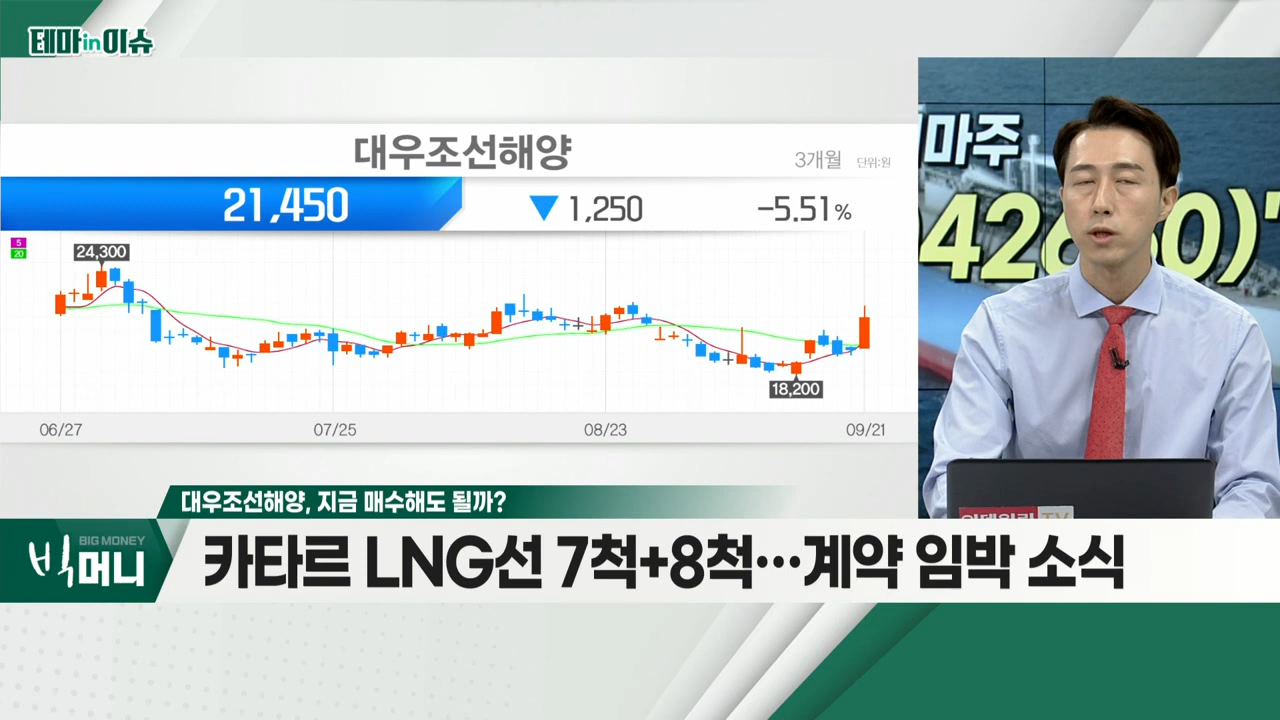 테마in이슈
대우조선해양
3개월 단위:원
21,450 ▼ 1,250 -5.51%
5
20
24,300
18,200
06/27 07/25 08/23 09/21
마주
042660)'
대우조선해양, 지금 매수해도 될까?
BIG MONEY
빅머니
카타르 LNG선 7척+8척…계약 임박 소식